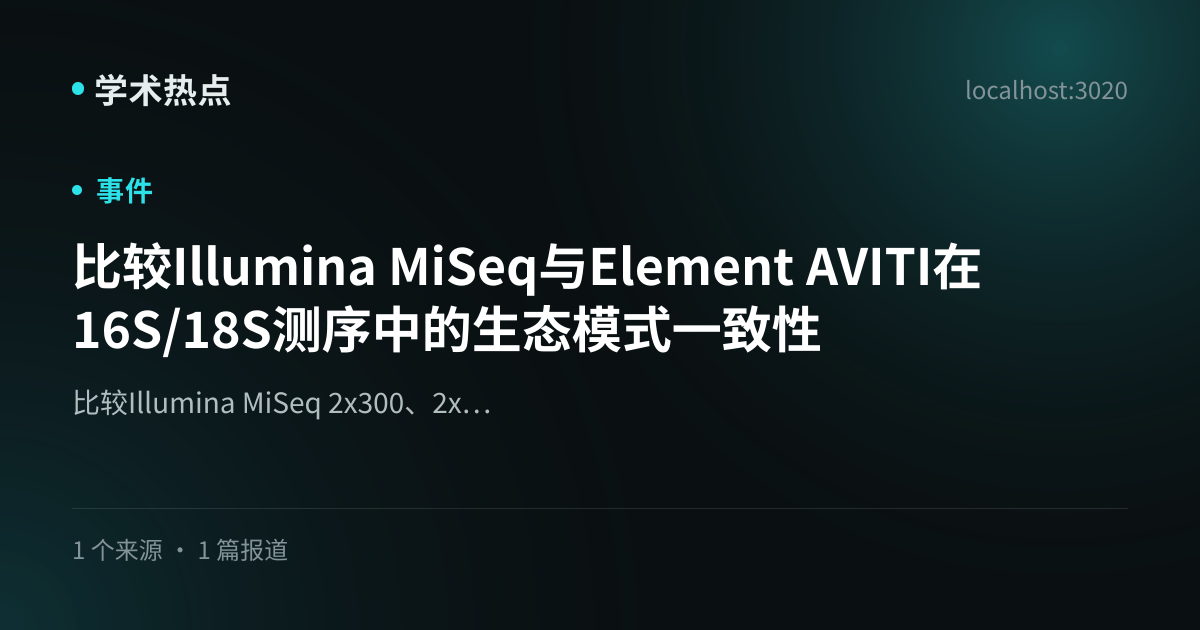 学术热点
localhost:3020
事件
比较Illumina MiSeq与Element AVITI在
16S/18S测序中的生态模式一致性
比较Illumina MiSeq 2x300、2x…
1 个来源 · 1 篇报道